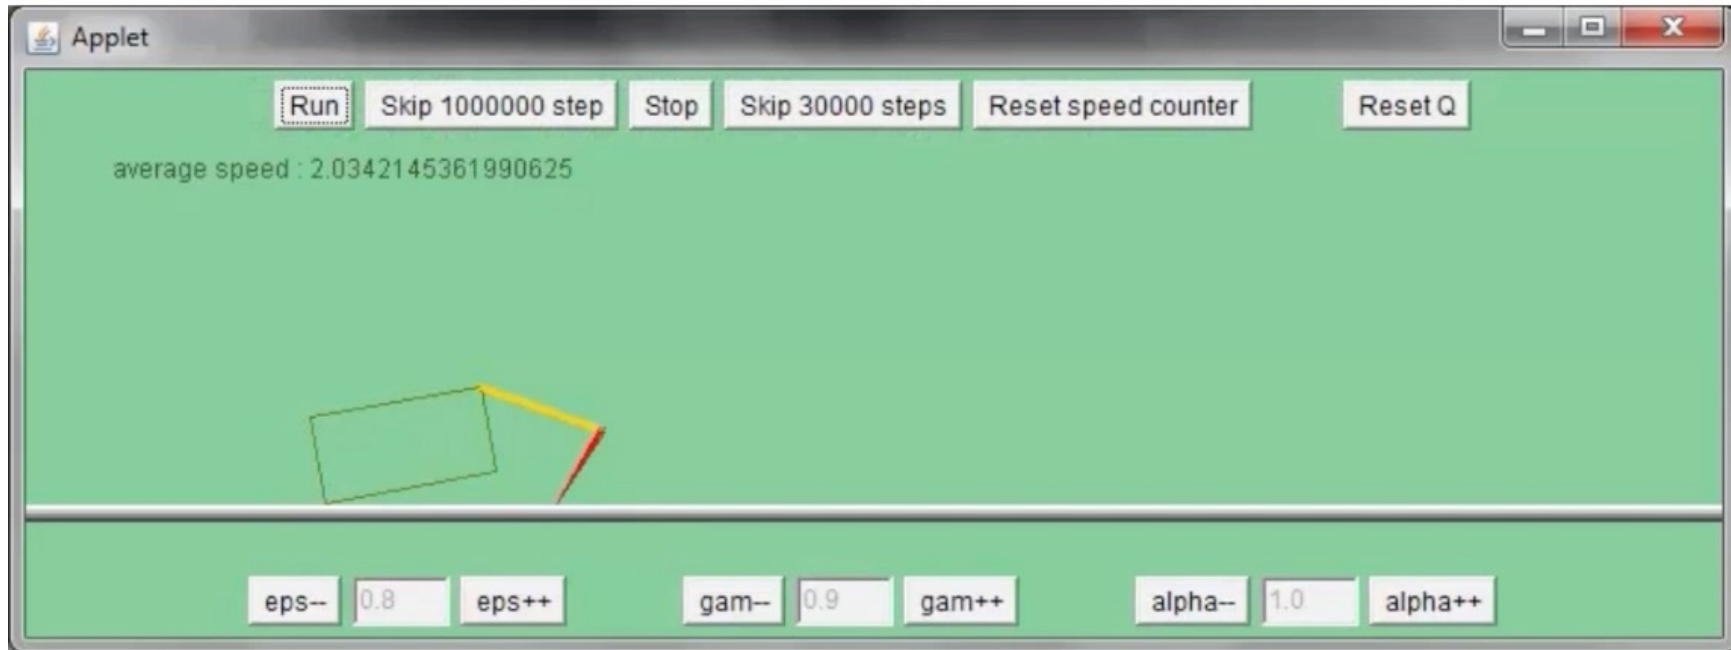 Applet
Run Skip 1000000 step Stop Skip 30000 steps Reset speed counter Reset Q
average speed : 2.0342145361990625
eps-- 0.8 eps++ gam-- 0.9 gam++ alpha-- 1.0 alpha++